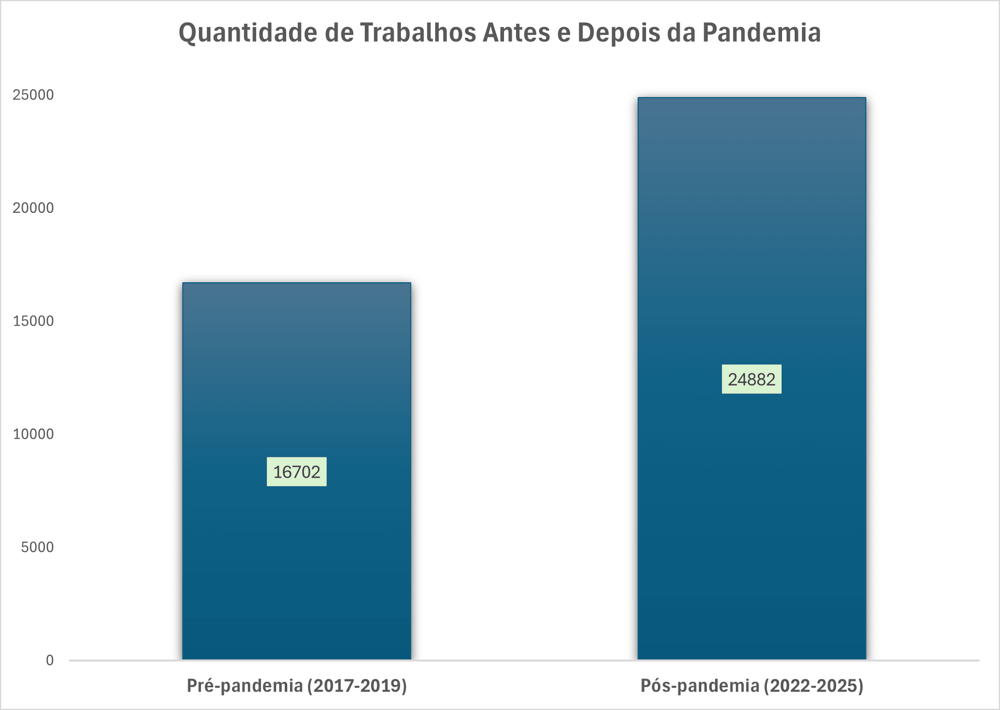 Quantidade de Trabalhos Antes e Depois da Pandemia
25000
20000
15000
10000
5000
0
16702
24882
Pré-pandemia (2017-2019)
Pós-pandemia (2022-2025)